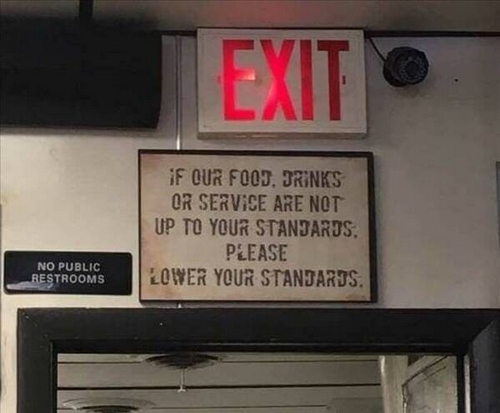 EXIT
IF OUR FOOD, DRINKS
OR SERVICE ARE NOT
UP TO YOUR STANDARDS,
PLEASE
LOWER YOUR STANDARDS.
NO PUBLIC
RESTROOMS